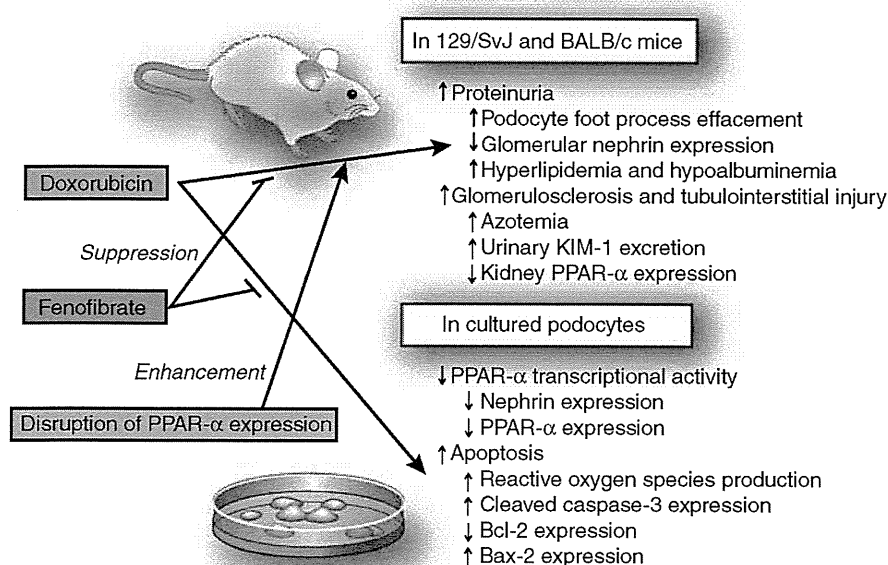 In 129/SvJ and BALB/c mice
↑Proteinuria
↑Podocyte foot process effacement
↓Glomerular nephrin expression
↑Hyperlipidemia and hypoalbuminemia
↑Glomerulosclerosis and tubulointerstitial injury
↑Azotemia
↑Urinary KIM-1 excretion
↓Kidney PPAR-α expression
Doxorubicin
Suppression
Fenofibrate
Enhancement
Disruption of PPAR-α expression
In cultured podocytes
↓PPAR-α transcriptional activity
↓ Nephrin expression
↓ PPAR-α expression
↑Apoptosis
↑ Reactive oxygen species production
↑ Cleaved caspase-3 expression
↓ Bcl-2 expression
↑ Bax-2 expression